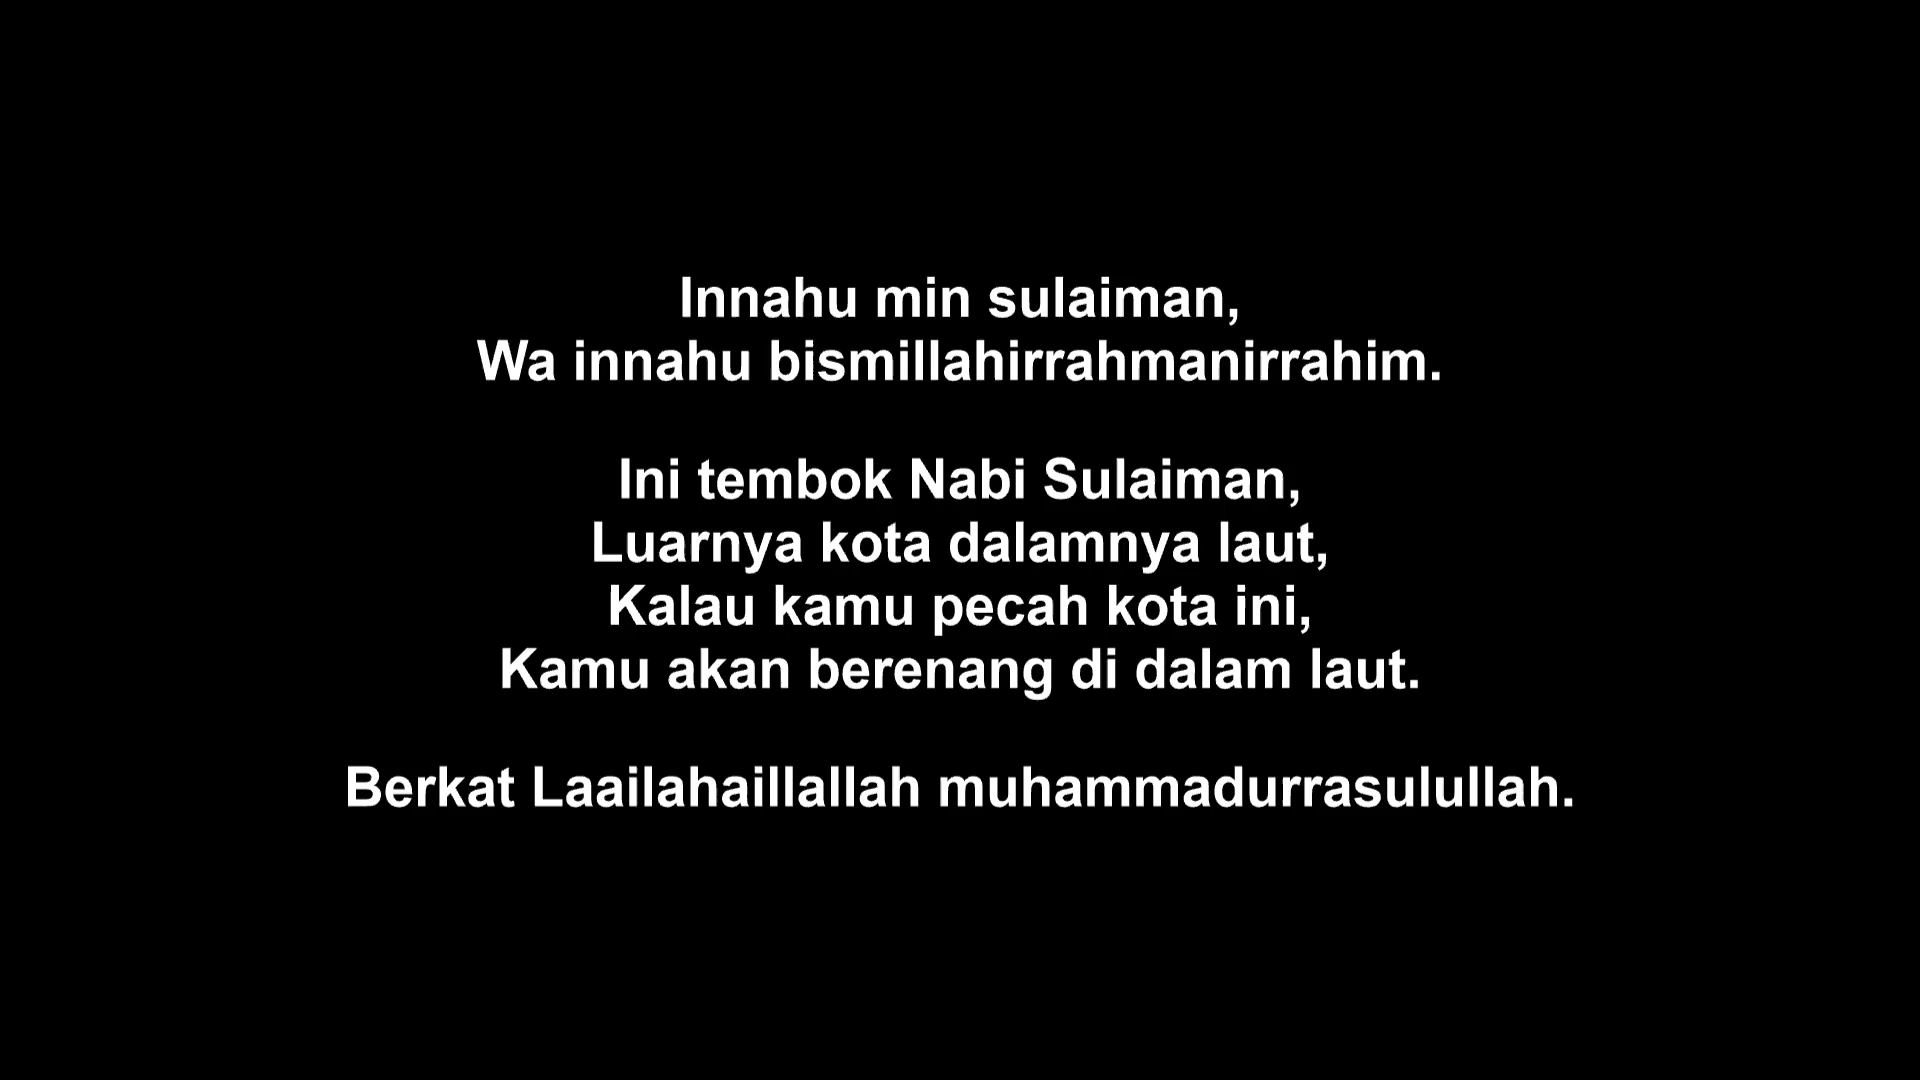 Innahu min sulaiman,
Wa innahu bismillahirrahmanirrahim.
Ini tembok Nabi Sulaiman,
Luarnya kota dalamnya laut,
Kalau kamu pecah kota ini,
Kamu akan berenang di dalam laut.
Berkat Laailahaillallah muhammadurrasulullah.